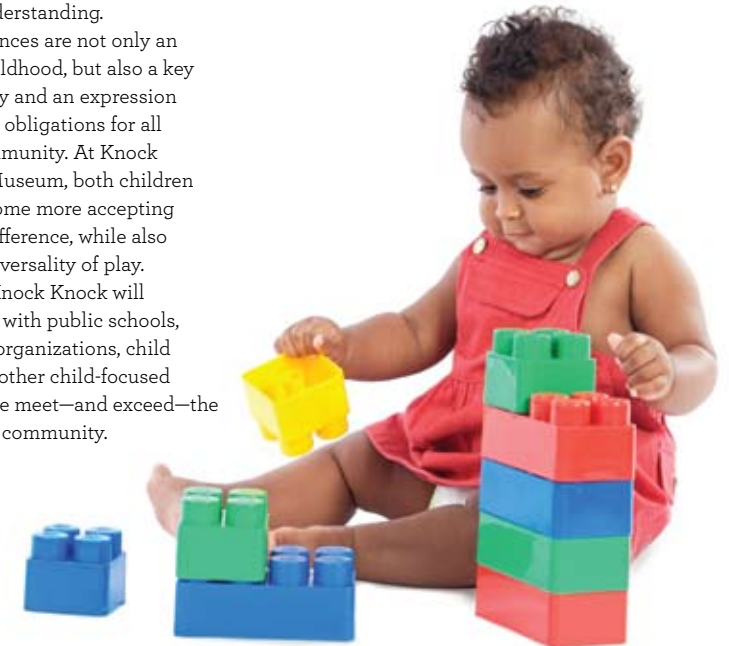 derstanding.
nces are not only an
ldhood, but also a key
y and an expression
obligations for all
munity. At Knock
Museum, both children
ome more accepting
fference, while also
versality of play.
Knock Knock will
with public schools,
organizations, child
other child-focused
e meet—and exceed—the
community.